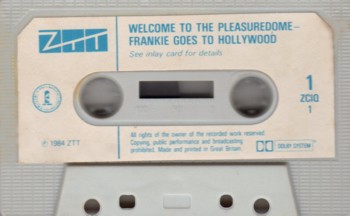 ZTT
WELCOME TO THE PLEASUREDOME–
FRANKIE GOES TO HOLLYWOOD
See inlay card for details
1
ZCIQ
1
℗ 1984 ZTT
All rights of the owner of the recorded work reserved.
Copying, public performance and broadcasting
prohibited. Made and printed in Great Britain.
DOLBY SYSTEM